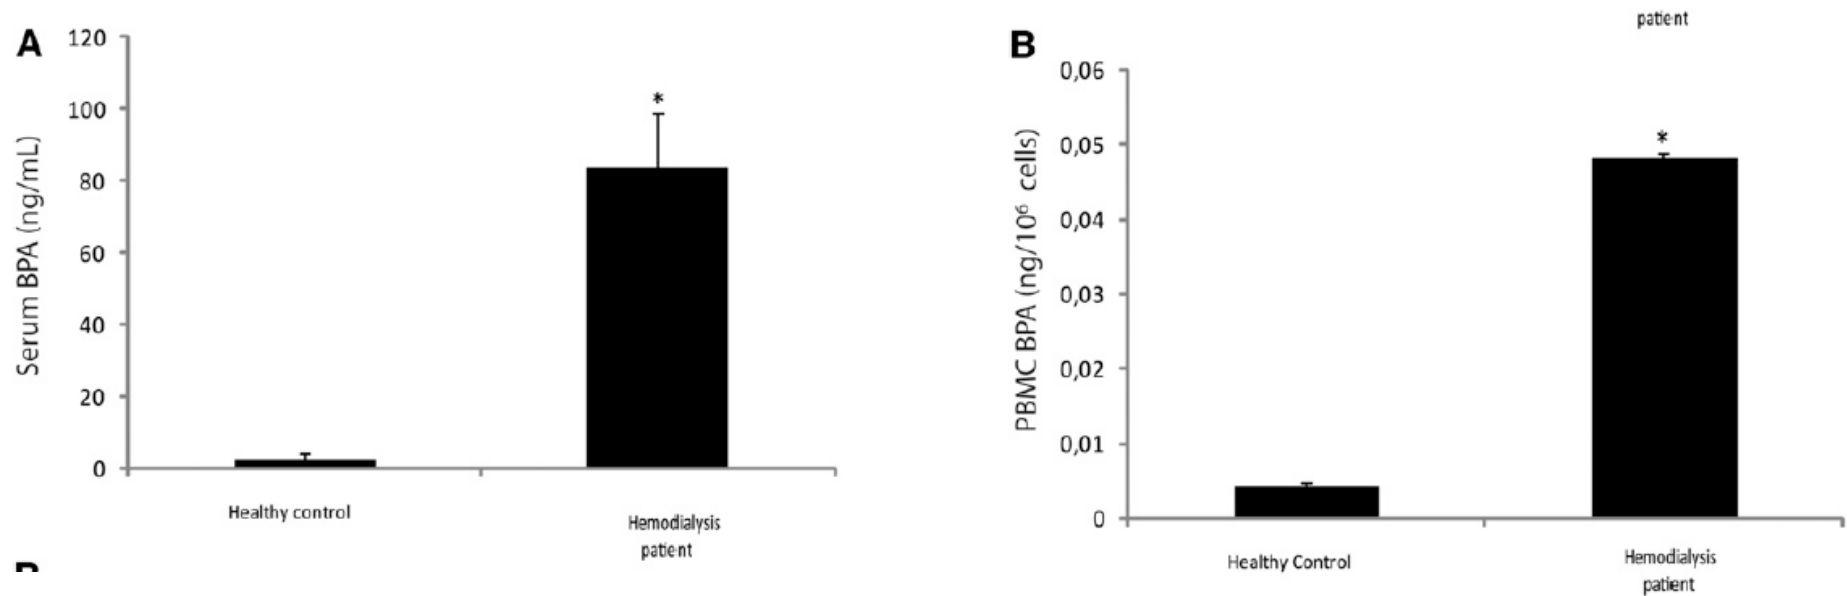 A
120
100
80
60
40
20
0
Serum BPA (ng/mL)
*
Healthy control
Hemodialysis
patient
patient
B
0,06
0,05
0,04
0,03
0,02
0,01
0
PBMC BPA (ng/10⁶ cells)
*
Healthy Control
Hemodialysis
patient